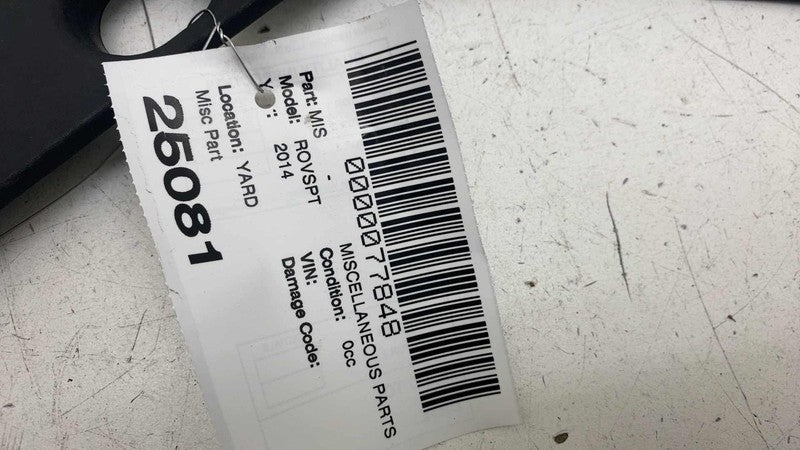 0000077848
Part: MIS - MISCELLANEOUS PARTS
Model: ROVSPT Condition: 0cc
2014 VIN:
Damage Code:
Location: YARD
Misc Part
25081